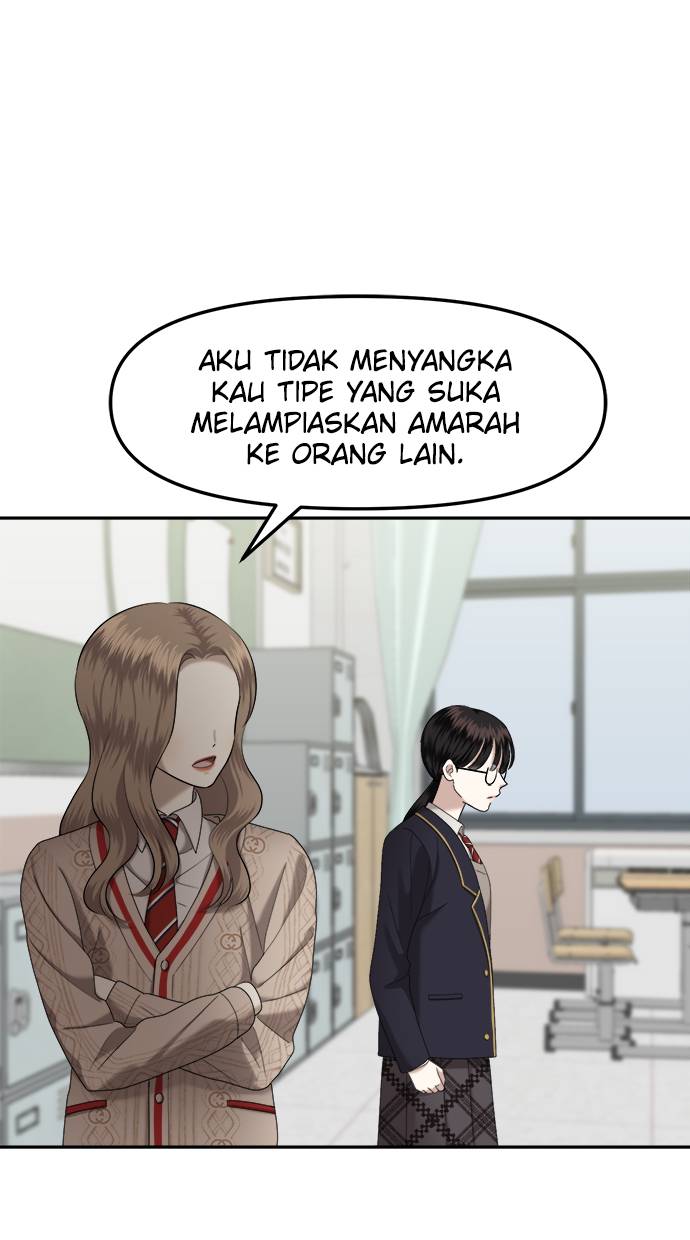 AKU TIDAK MENYANGKA
KAU TIPE YANG SUKA
MELAMPIASKAN AMARAH
KE ORANG LAIN.